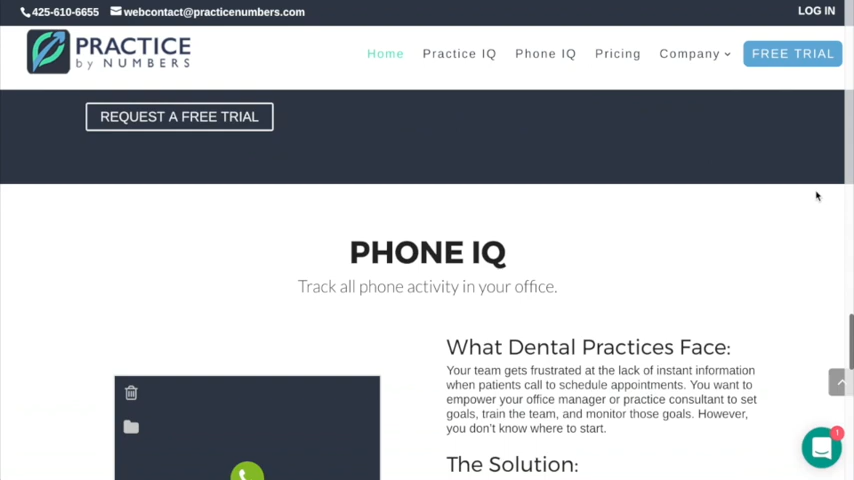 425-610-6655 webcontact@practicenumbers.com LOG IN
PRACTICE
by NUMBERS
Home Practice IQ Phone IQ Pricing Company FREE TRIAL
REQUEST A FREE TRIAL
PHONE IQ
Track all phone activity in your office.
What Dental Practices Face:
Your team gets frustrated at the lack of instant information
when patients call to schedule appointments. You want to
empower your office manager or practice consultant to set
goals, train the team, and monitor those goals. However,
you don't know where to start.
1
The Solution: